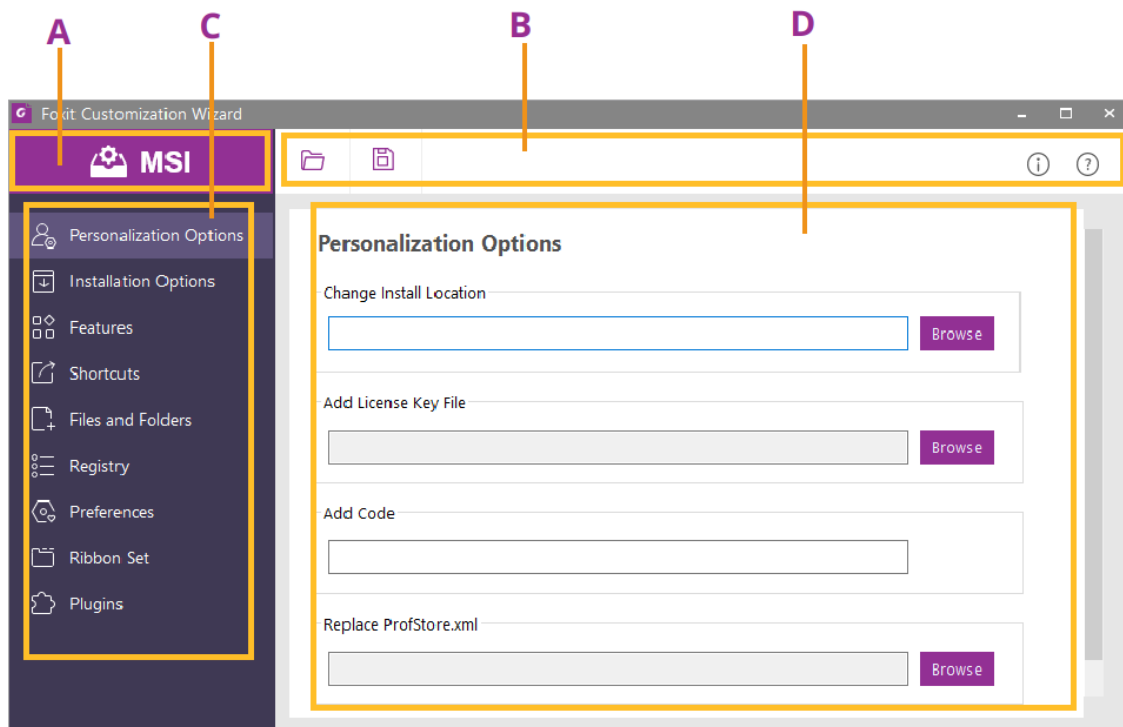 A
C
B
D
Foxit Customization Wizard
MSI
Personalization Options
Installation Options
Features
Shortcuts
Files and Folders
Registry
Preferences
Ribbon Set
Plugins
Personalization Options
Change Install Location
Browse
Add License Key File
Browse
Add Code
Replace ProfStore.xml
Browse